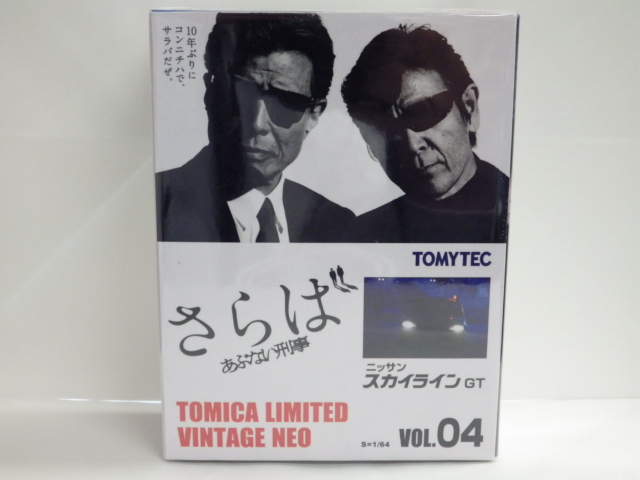 10年ぶりに
コンニチハで、
サラバだぜ。
TOMYTEC
さらば
あぶない刑事
ニッサン
スカイライン GT
TOMICA LIMITED
VINTAGE NEO
S=1/64
VOL.04